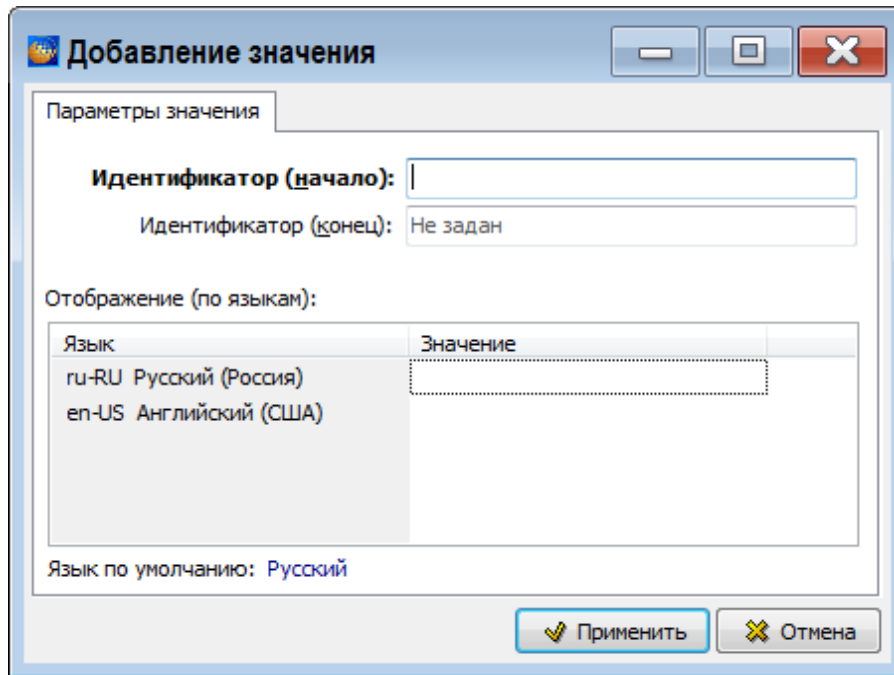 Добавление значения
Параметры значения
Идентификатор (начало):
Идентификатор (конец): Не задан
Отображение (по языкам):
Язык Значение
ru-RU Русский (Россия)
en-US Английский (США)
Язык по умолчанию: Русский
Применить Отмена